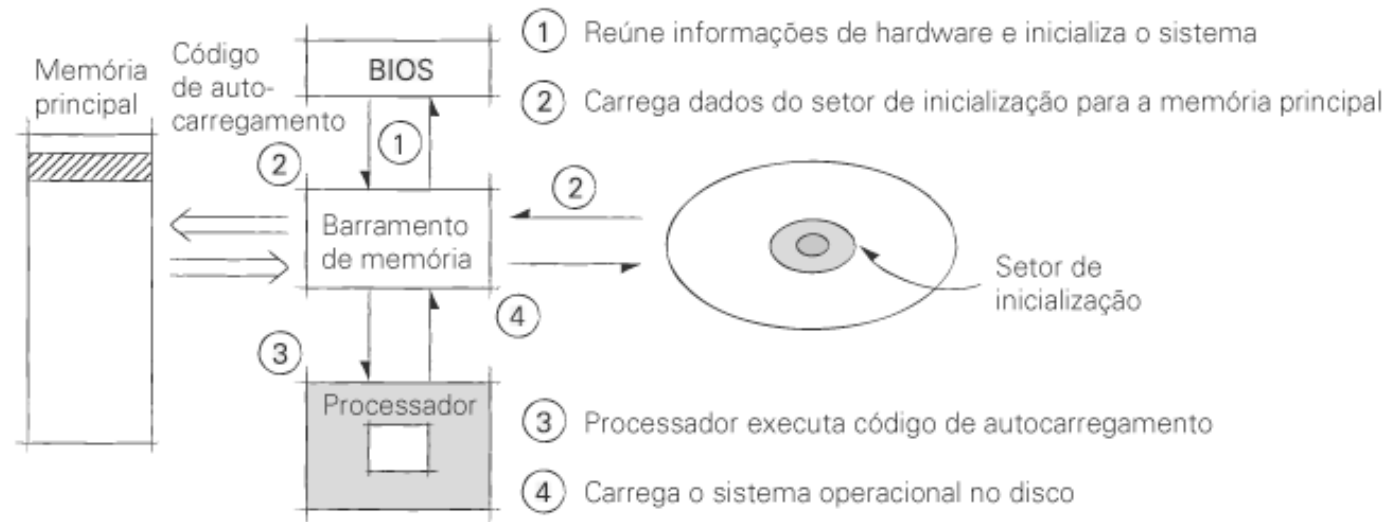 Memória
principal
Código
de auto-
carregamento
BIOS
1 Reúne informações de hardware e inicializa o sistema
2 Carrega dados do setor de inicialização para a memória principal
1
2
2
Barramento
de memória
Setor de
inicialização
4
3
Processador
3 Processador executa código de autocarregamento
4 Carrega o sistema operacional no disco